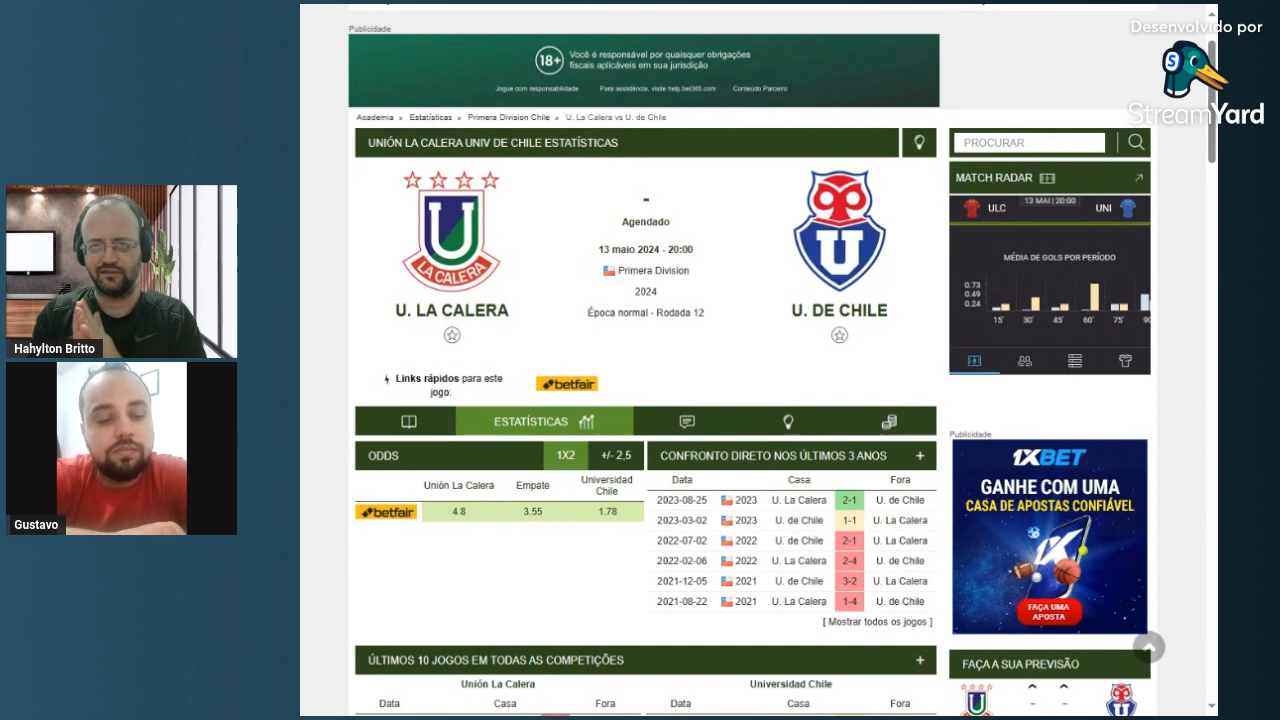 Desenvolvido por
StreamYard
Hahylton Britto
Gustavo
Publicidade
18+ Você é responsável por quaisquer obrigações
fiscais aplicáveis em sua jurisdição
Jogue com responsabilidade Para assistência, visite help.bet365.com Conteúdo Parceiro
Academia » Estatísticas » Primera Division Chile » U. La Calera vs U. de Chile
UNIÓN LA CALERA UNIV DE CHILE ESTATÍSTICAS
U
LA CALERA
U. LA CALERA
-
Agendado
13 maio 2024 - 20:00
Primera Division
2024
Época normal - Rodada 12
U
U. DE CHILE
Links rápidos para este
jogo:
betfair
ESTATÍSTICAS
ODDS 1X2 +/- 2,5
Unión La Calera Empate Universidad
Chile
betfair 4.8 3.55 1.78
CONFRONTO DIRETO NOS ÚLTIMOS 3 ANOS +
Data Casa Fora
2023-08-25 2023 U. La Calera 2-1 U. de Chile
2023-03-02 2023 U. de Chile 1-1 U. La Calera
2022-07-02 2022 U. de Chile 2-1 U. La Calera
2022-02-06 2022 U. La Calera 2-4 U. de Chile
2021-12-05 2021 U. de Chile 3-2 U. La Calera
2021-08-22 2021 U. La Calera 1-4 U. de Chile
[ Mostrar todos os jogos ]
ÚLTIMOS 10 JOGOS EM TODAS AS COMPETIÇÕES +
Unión La Calera Universidad Chile
Data Casa Fora Data Casa Fora
PROCURAR
MATCH RADAR
ULC 13 MAI | 20:00 UNI
MÉDIA DE GOLS POR PERÍODO
0.73
0.49
0.24
15' 30' 45' 60' 75' 90
Publicidade
1XBET
GANHE COM UMA
CASA DE APOSTAS CONFIÁVEL
FAÇA UMA
APOSTA
FAÇA A SUA PREVISÃO
- -